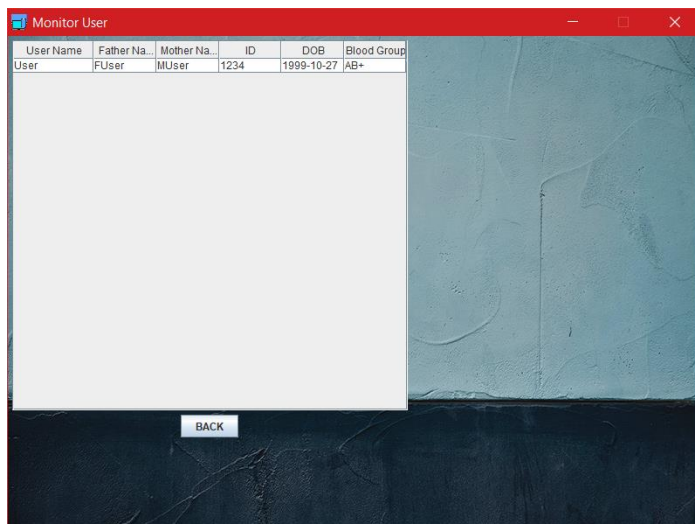 Monitor User
User Name Father Na... Mother Na... ID DOB Blood Group
User FUser MUser 1234 1999-10-27 AB+
BACK